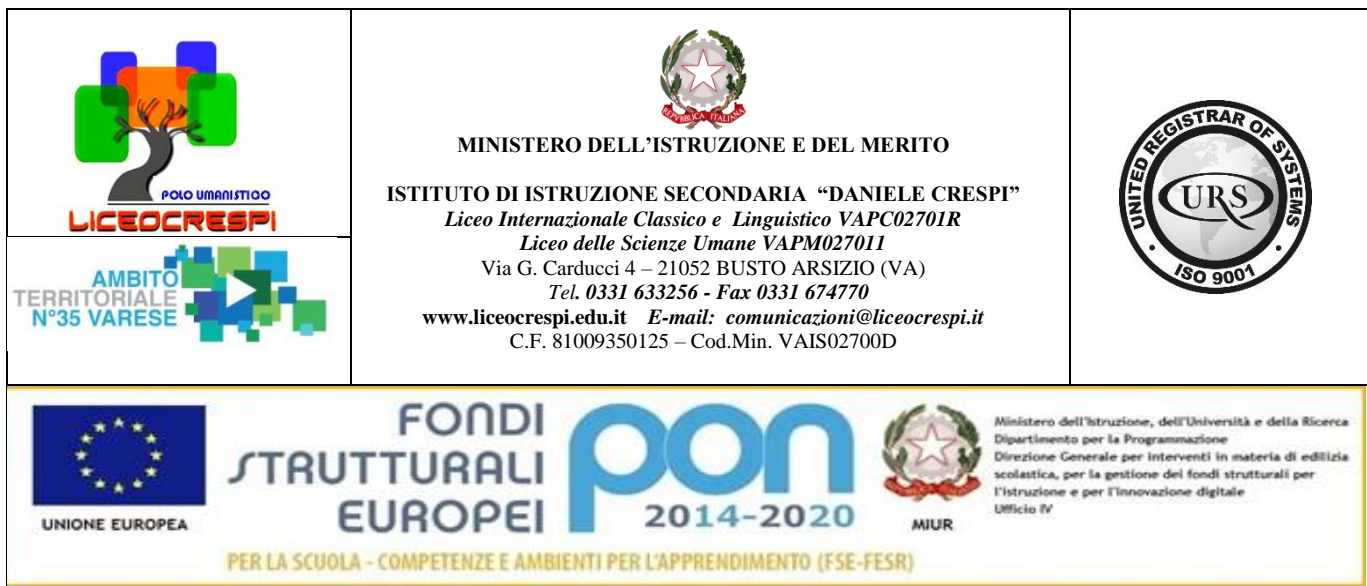 POLO UMANISTICO
LICEOCRESPI
AMBITO
TERRITORIALE
N°35 VARESE
REPVBBLICA ITALIANA
MINISTERO DELL’ISTRUZIONE E DEL MERITO
ISTITUTO DI ISTRUZIONE SECONDARIA “DANIELE CRESPI”
Liceo Internazionale Classico e Linguistico VAPC02701R
Liceo delle Scienze Umane VAPM027011
Via G. Carducci 4 – 21052 BUSTO ARSIZIO (VA)
Tel. 0331 633256 - Fax 0331 674770
www.liceocrespi.edu.it E-mail: comunicazioni@liceocrespi.it
C.F. 81009350125 – Cod.Min. VAIS02700D
UNITED REGISTRAR OF SYSTEMS
URS
ISO 9001
UNIONE EUROPEA
FONDI
STRUTTURALI
EUROPEI
pon
2014-2020
MIUR
Ministero dell'Istruzione, dell'Università e della Ricerca
Dipartimento per la Programmazione
Direzione Generale per interventi in materia di edilizia
scolastica, per la gestione dei fondi strutturali per
l'istruzione e per l'innovazione digitale
Ufficio IV
PER LA SCUOLA - COMPETENZE E AMBIENTI PER L'APPRENDIMENTO (FSE-FESR)